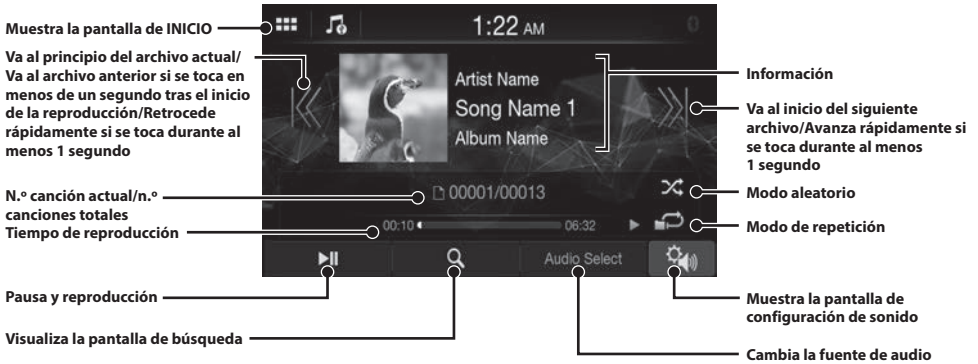 Muestra la pantalla de INICIO
Va al principio del archivo actual/
Va al archivo anterior si se toca en
menos de un segundo tras el inicio
de la reproducción/Retrocede
rápidamente si se toca durante al
menos 1 segundo
N.º canción actual/n.º
canciones totales
Tiempo de reproducción
Pausa y reproducción
Visualiza la pantalla de búsqueda
1:22 AM
Artist Name
Song Name 1
Album Name
00001/00013
00:10
06:32
Audio Select
Información
Va al inicio del siguiente
archivo/Avanza rápidamente si
se toca durante al menos
1 segundo
Modo aleatorio
Modo de repetición
Muestra la pantalla de
configuración de sonido
Cambia la fuente de audio